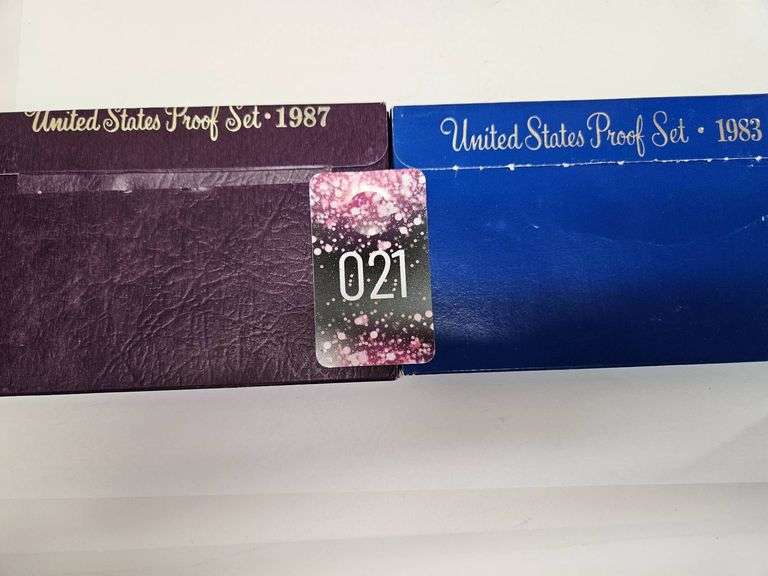 United States Proof Set · 1987
United States Proof Set · 1983
021